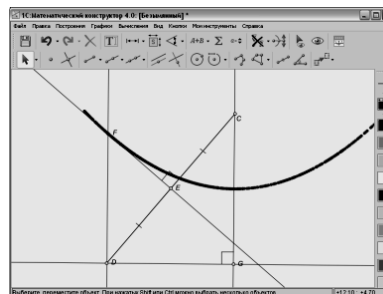 1С:Математический конструктор 4.0: [Безымянный] *
Файл Правка Построения Графики Вычисления Вид Кнопки Мои инструменты Справка
A+B Σ
F
C
E
D
G
Выберите, переместите объект. При нажатых Shift или Ctrl можно выбрать несколько объектов.